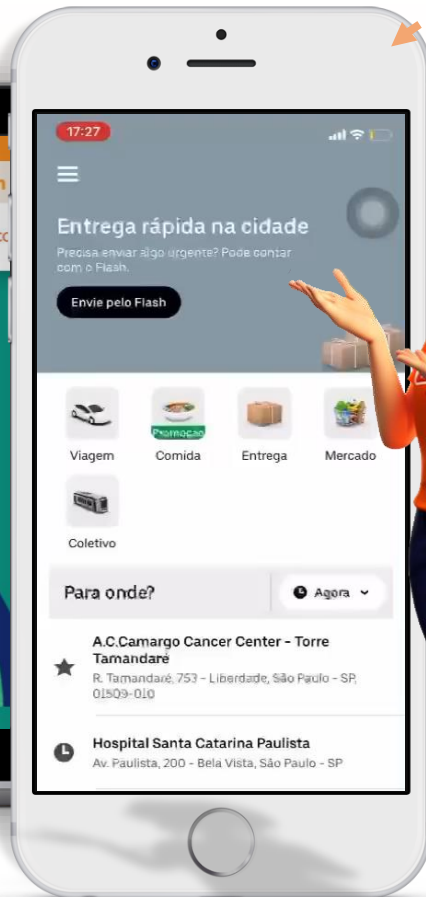 17:27
Entrega rápida na cidade
Precisa enviar algo urgente? Pode contar
com o Flash.
Envie pelo Flash
Promoção
Viagem
Comida
Entrega
Mercado
Coletivo
Para onde?
Agora
A.C.Camargo Cancer Center - Torre
Tamandaré
R. Tamandaré, 753 - Liberdade, São Paulo - SP,
01509-010
Hospital Santa Catarina Paulista
Av. Paulista, 200 - Bela Vista, São Paulo - SP